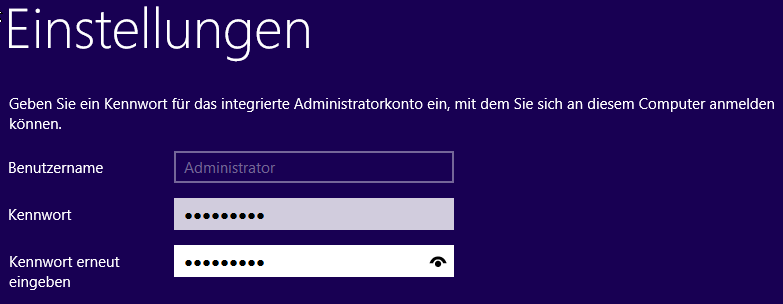 Einstellungen
Geben Sie ein Kennwort für das integrierte Administratorkonto ein, mit dem Sie sich an diesem Computer anmelden
können.
Benutzername
Administrator
Kennwort
●●●●●●●●●
Kennwort erneut
eingeben
●●●●●●●●●